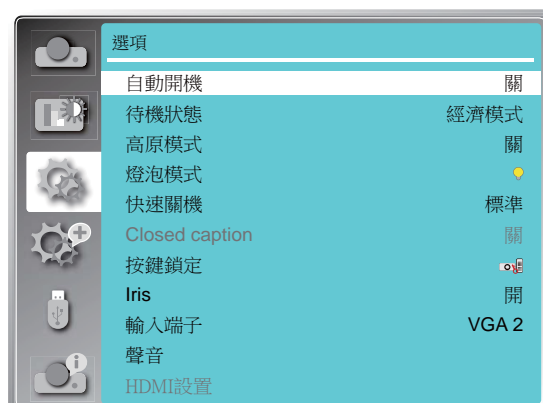 選項
自動開機 關
待機狀態 經濟模式
高原模式 關
燈泡模式
快速關機 標準
Closed caption 關
按鍵鎖定
Iris 開
輸入端子 VGA 2
聲音
HDMI設置